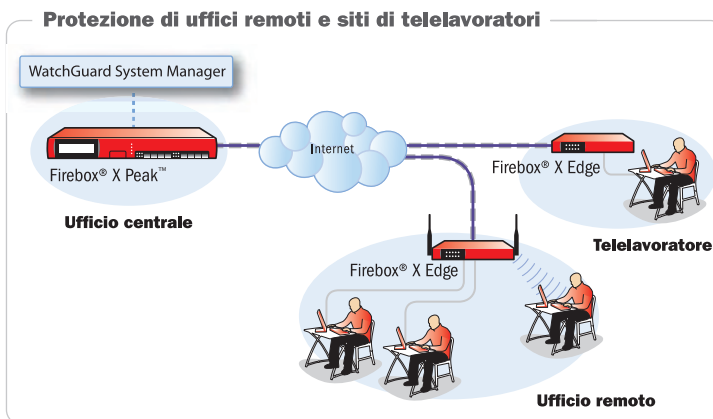 Protezione di uffici remoti e siti di telelavoratori
WatchGuard System Manager
Internet
Firebox® X Peak™
Firebox® X Edge
Ufficio centrale
Telelavoratore
Firebox® X Edge
Ufficio remoto